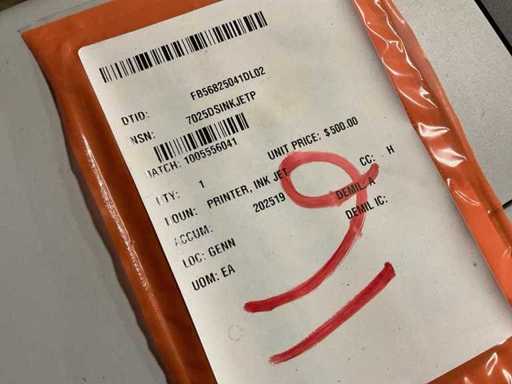 DTID: FB56825041DL02
NSN: 7025DSINKJETP
BATCH: 1005556041
QTY: 1 UNIT PRICE: $500.00
NOUN: PRINTER, INK JET CC: H
ACCUM: 202519 DEMIL: A
LOC: GENN DEMIL IC:
UOM: EA
9